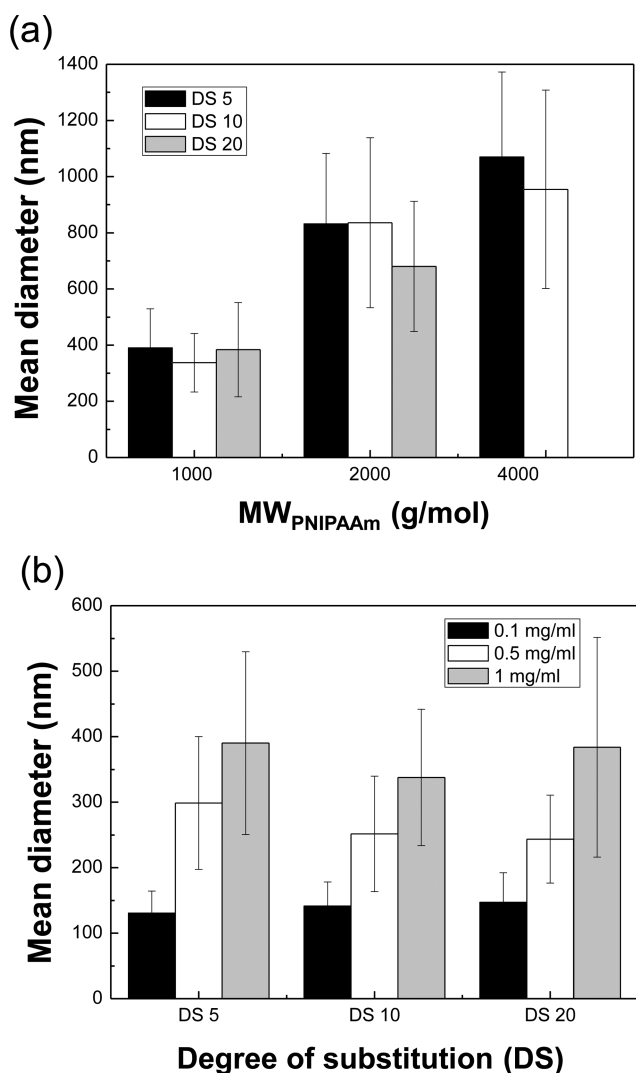 (a)
1400
1200
1000
800
600
400
200
0
Mean diameter (nm)
DS 5
DS 10
DS 20
1000
2000
4000
MWPNIPAAm (g/mol)
(b)
600
500
400
300
200
100
0
Mean diameter (nm)
0.1 mg/ml
0.5 mg/ml
1 mg/ml
DS 5
DS 10
DS 20
Degree of substitution (DS)